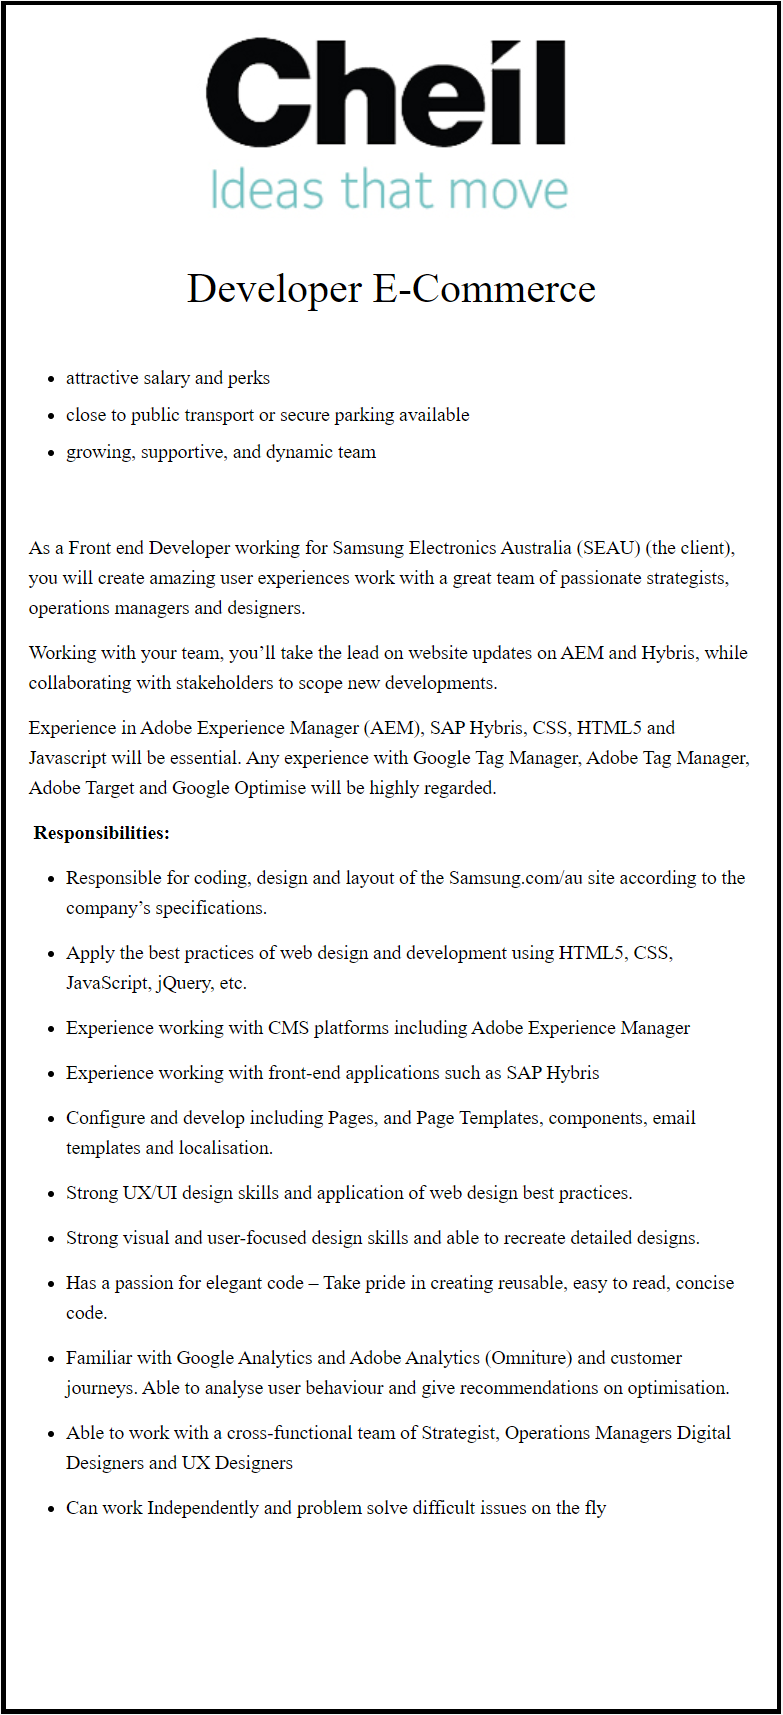 Cheil
Ideas that move
Developer E-Commerce
• attractive salary and perks
• close to public transport or secure parking available
• growing, supportive, and dynamic team
As a Front end Developer working for Samsung Electronics Australia (SEAU) (the client),
you will create amazing user experiences work with a great team of passionate strategists,
operations managers and designers.
Working with your team, you’ll take the lead on website updates on AEM and Hybris, while
collaborating with stakeholders to scope new developments.
Experience in Adobe Experience Manager (AEM), SAP Hybris, CSS, HTML5 and
Javascript will be essential. Any experience with Google Tag Manager, Adobe Tag Manager,
Adobe Target and Google Optimise will be highly regarded.
Responsibilities:
• Responsible for coding, design and layout of the Samsung.com/au site according to the
company’s specifications.
• Apply the best practices of web design and development using HTML5, CSS,
JavaScript, jQuery, etc.
• Experience working with CMS platforms including Adobe Experience Manager
• Experience working with front-end applications such as SAP Hybris
• Configure and develop including Pages, and Page Templates, components, email
templates and localisation.
• Strong UX/UI design skills and application of web design best practices.
• Strong visual and user-focused design skills and able to recreate detailed designs.
• Has a passion for elegant code – Take pride in creating reusable, easy to read, concise
code.
• Familiar with Google Analytics and Adobe Analytics (Omniture) and customer
journeys. Able to analyse user behaviour and give recommendations on optimisation.
• Able to work with a cross-functional team of Strategist, Operations Managers Digital
Designers and UX Designers
• Can work Independently and problem solve difficult issues on the fly